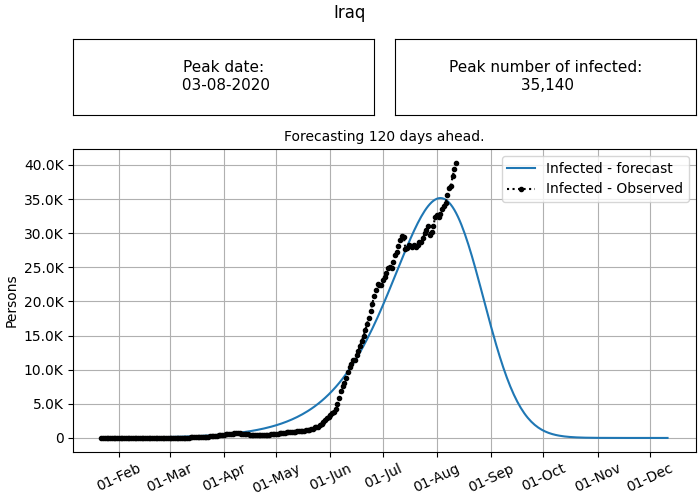 Iraq
Peak date:
03-08-2020
Peak number of infected:
35,140
Forecasting 120 days ahead.
Infected - forecast
Infected - Observed
40.0K
35.0K
30.0K
25.0K
20.0K
15.0K
10.0K
5.0K
0
Persons
01-Feb
01-Mar
01-Apr
01-May
01-Jun
01-Jul
01-Aug
01-Sep
01-Oct
01-Nov
01-Dec